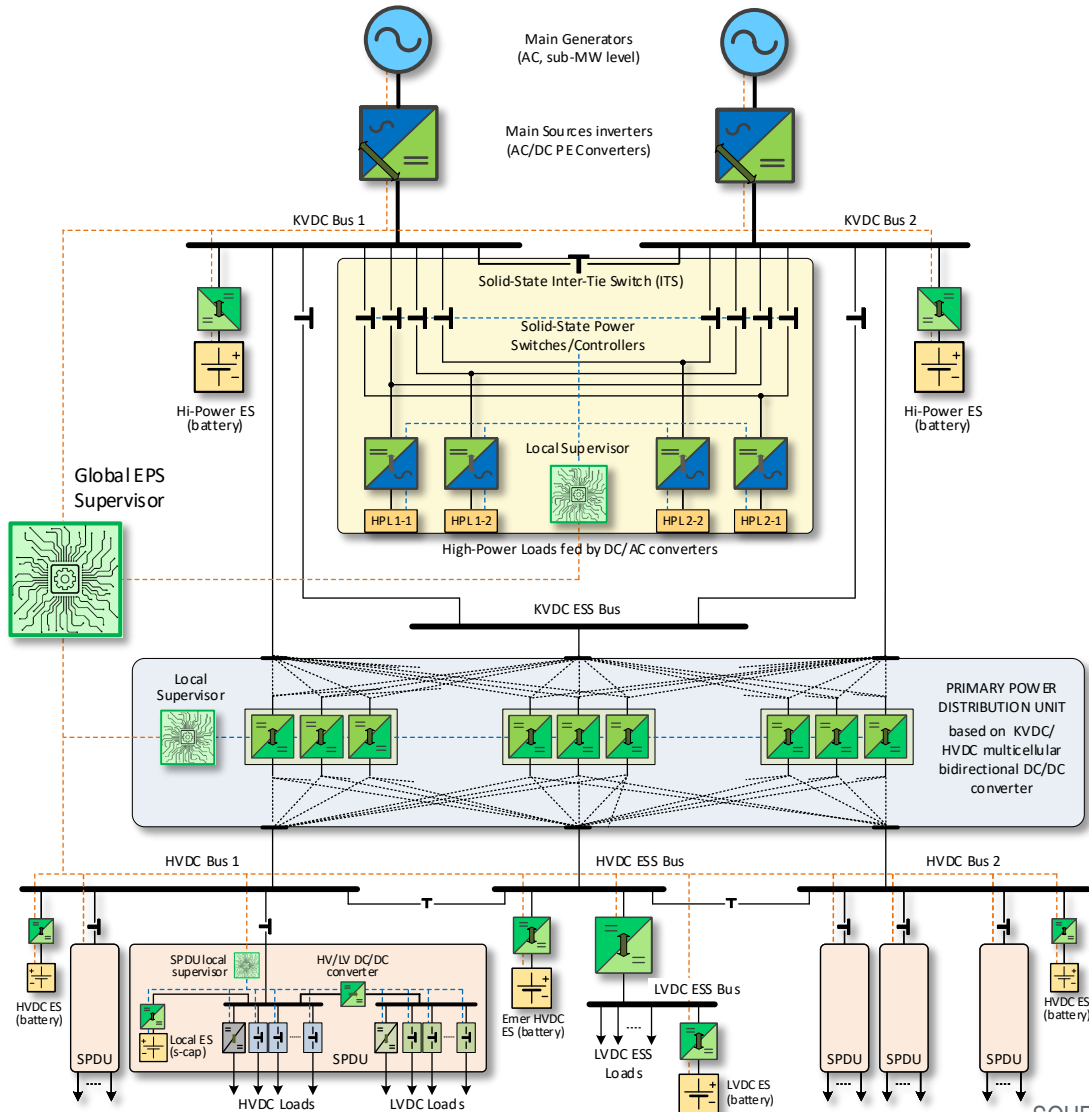 Main Generators
(AC, sub-MW level)
Main Sources inverters
(AC/DC PE Converters)
KVDC Bus 1
KVDC Bus 2
Solid-State Inter-Tie Switch (ITS)
Solid-State Power
Switches/Controllers
Hi-Power ES
(battery)
Hi-Power ES
(battery)
Local Supervisor
Global EPS
Supervisor
HPL 1-1
HPL 1-2
HPL 2-2
HPL 2-1
High-Power Loads fed by DC/AC converters
KVDC ESS Bus
Local
Supervisor
PRIMARY POWER
DISTRIBUTION UNIT
based on KVDC/
HVDC multicellular
bidirectional DC/DC
converter
HVDC Bus 1
HVDC ESS Bus
HVDC Bus 2
SPDU local
supervisor
HV/LV DC/DC
converter
LVDC ESS Bus
HVDC ES
(battery)
Local ES
(s-cap)
Emer HVDC
ES (battery)
HVDC ES
(battery)
SPDU
SPDU
SPDU
SPDU
SPDU
LVDC ESS
Loads
LVDC ES
(battery)
HVDC Loads
LVDC Loads